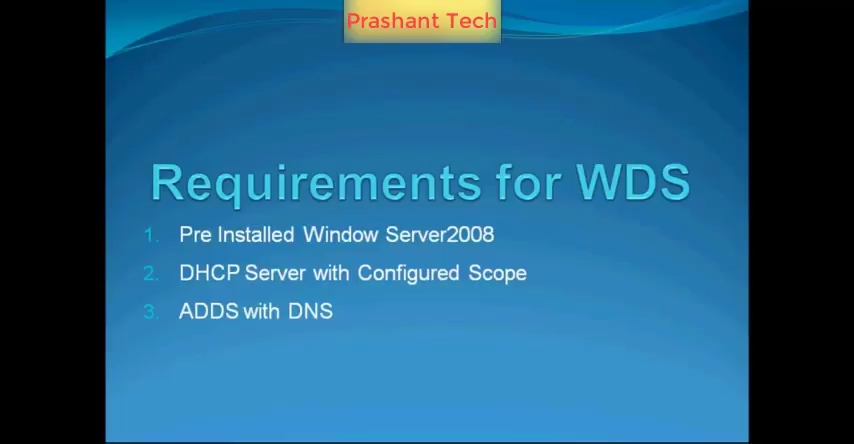 Prashant Tech
Requirements for WDS
1. Pre Installed Window Server2008
2. DHCP Server with Configured Scope
3. ADDS with DNS